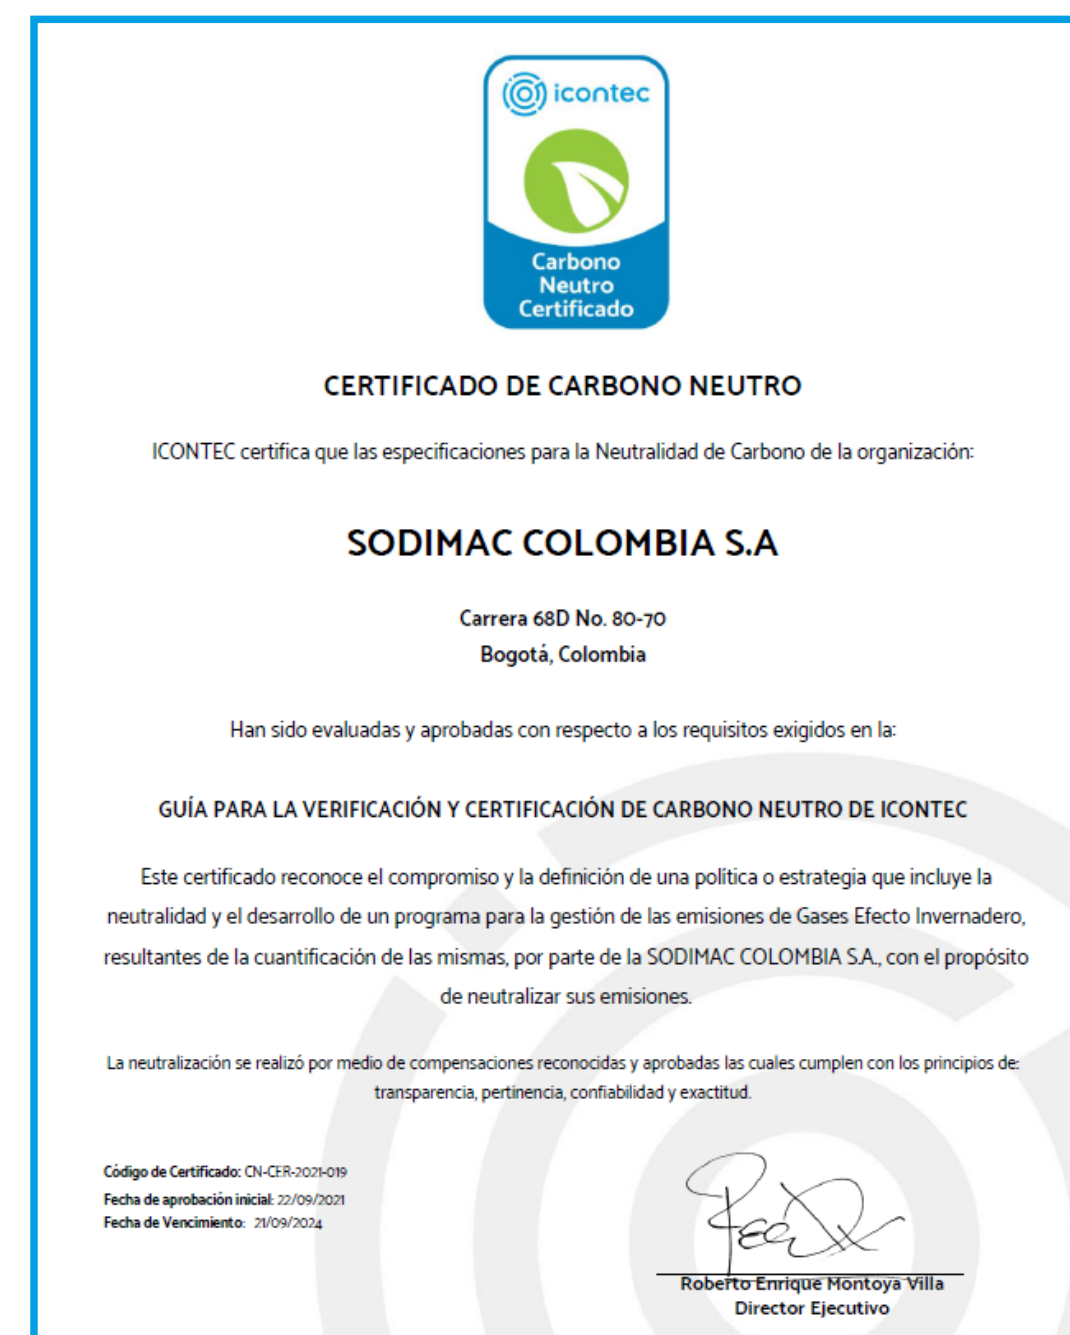 icontec
Carbono
Neutro
Certificado
CERTIFICADO DE CARBONO NEUTRO
ICONTEC certifica que las especificaciones para la Neutralidad de Carbono de la organización:
SODIMAC COLOMBIA S.A
Carrera 68D No. 80-70
Bogotá, Colombia
Han sido evaluadas y aprobadas con respecto a los requisitos exigidos en la:
GUÍA PARA LA VERIFICACIÓN Y CERTIFICACIÓN DE CARBONO NEUTRO DE ICONTEC
Este certificado reconoce el compromiso y la definición de una política o estrategia que incluye la
neutralidad y el desarrollo de un programa para la gestión de las emisiones de Gases Efecto Invernadero,
resultantes de la cuantificación de las mismas, por parte de la SODIMAC COLOMBIA S.A., con el propósito
de neutralizar sus emisiones.
La neutralización se realizó por medio de compensaciones reconocidas y aprobadas las cuales cumplen con los principios de:
transparencia, pertinencia, confiabilidad y exactitud.
Código de Certificado: CN-CER-2021-019
Fecha de aprobación inicial: 22/09/2021
Fecha de Vencimiento: 21/09/2024
Roberto Enrique Montoya Villa
Director Ejecutivo